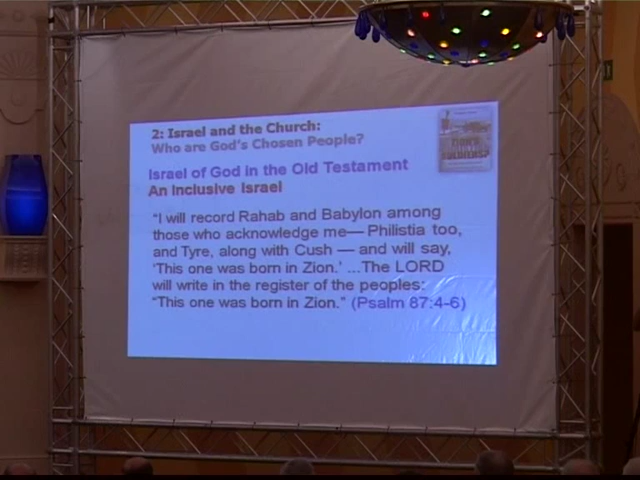 2: Israel and the Church:
Who are God's Chosen People?
Israel of God in the Old Testament
An Inclusive Israel
"I will record Rahab and Babylon among
those who acknowledge me— Philistia too,
and Tyre, along with Cush — and will say,
'This one was born in Zion.' ...The LORD
will write in the register of the peoples:
"This one was born in Zion." (Psalm 87:4-6)
ZION'S
SOLDIERS?